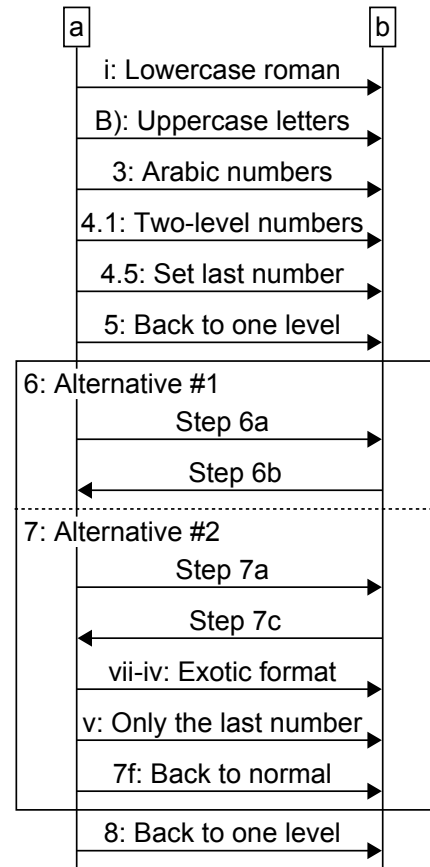 a b
i: Lowercase roman
B): Uppercase letters
3: Arabic numbers
4.1: Two-level numbers
4.5: Set last number
5: Back to one level
6: Alternative #1
Step 6a
Step 6b
7: Alternative #2
Step 7a
Step 7c
vii-iv: Exotic format
v: Only the last number
7f: Back to normal
8: Back to one level